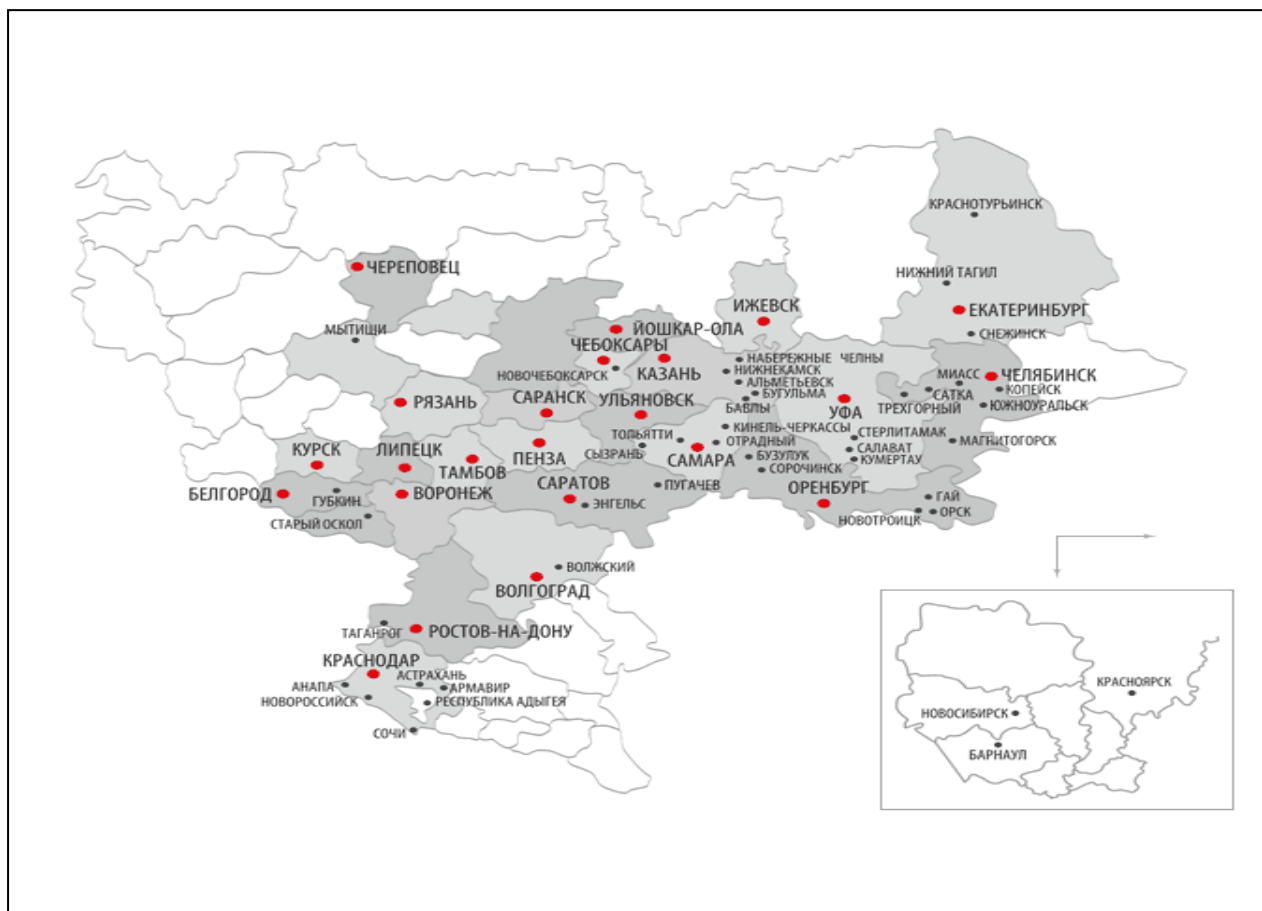 КРАСНОТУРЬИНСК
ЧЕРЕПОВЕЦ
НИЖНИЙ ТАГИЛ
ИЖЕВСК
ЕКАТЕРИНБУРГ
МЫТИЩИ
ЙОШКАР-ОЛА
СНЕЖИНСК
ЧЕБОКСАРЫ
НАБЕРЕЖНЫЕ ЧЕЛНЫ
НОВОЧЕБОКСАРСК
КАЗАНЬ
НИЖНЕКАМСК
МИАСС
ЧЕЛЯБИНСК
АЛЬМЕТЬЕВСК
КОПЕЙСК
БУГУЛЬМА
САТКА
РЯЗАНЬ
САРАНСК
УЛЬЯНОВСК
БАВЛЫ
УФА
ТРЕХГОРНЫЙ
ЮЖНОУРАЛЬСК
КИНЕЛЬ-ЧЕРКАССЫ
ТОЛЬЯТТИ
ОТРАДНЫЙ
СТЕРЛИТАМАК
МАГНИТОГОРСК
КУРСК
ЛИПЕЦК
ТАМБОВ
ПЕНЗА
СЫЗРАНЬ
САМАРА
БУЗУЛУК
САЛАВАТ
КУМЕРТАУ
СОРОЧИНСК
БЕЛГОРОД
ГУБКИН
ВОРОНЕЖ
САРАТОВ
ПУГАЧЕВ
ОРЕНБУРГ
ГАЙ
ЭНГЕЛЬС
СТАРЫЙ ОСКОЛ
НОВОТРОИЦК
ОРСК
ВОЛЖСКИЙ
ВОЛГОГРАД
ТАГАНРОГ
РОСТОВ-НА-ДОНУ
КРАСНОДАР
АСТРАХАНЬ
АНАПА
АРМАВИР
НОВОРОССИЙСК
РЕСПУБЛИКА АДЫГЕЯ
СОЧИ
КРАСНОЯРСК
НОВОСИБИРСК
БАРНАУЛ